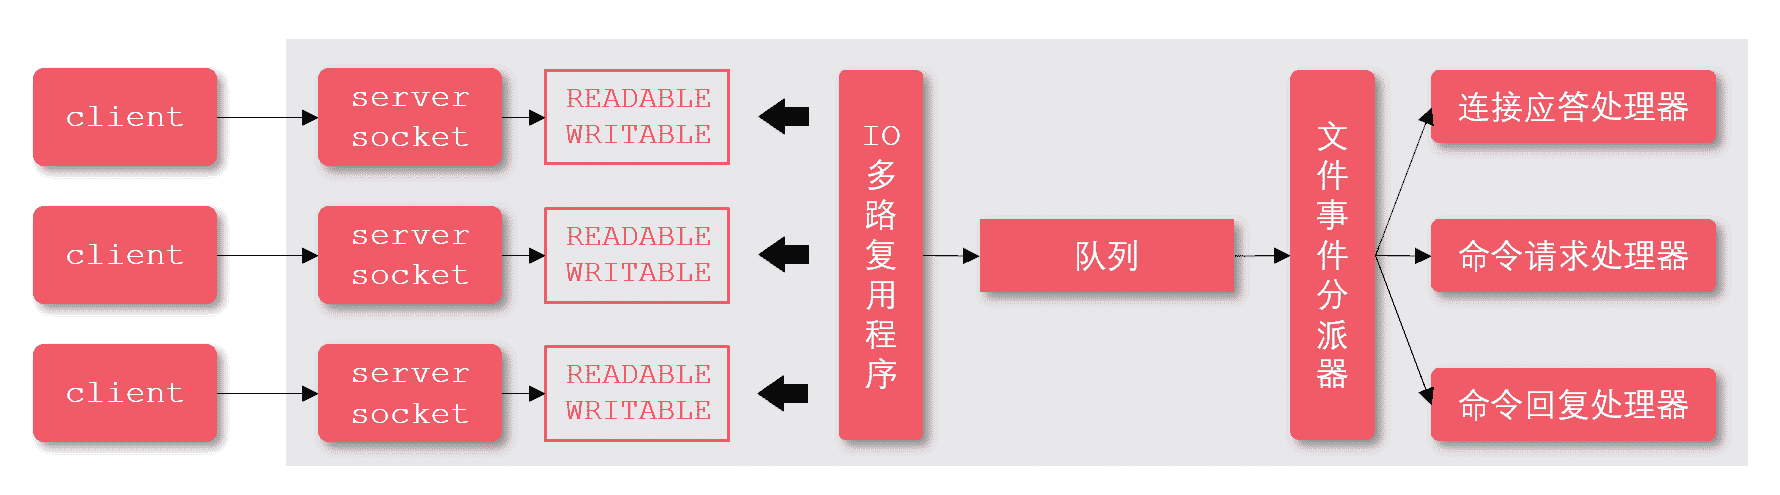 client
server
socket
READABLE
WRITABLE
client
server
socket
READABLE
WRITABLE
client
server
socket
READABLE
WRITABLE
IO
多
路
复
用
程
序
队列
文
件
事
件
分
派
器
连接应答处理器
命令请求处理器
命令回复处理器